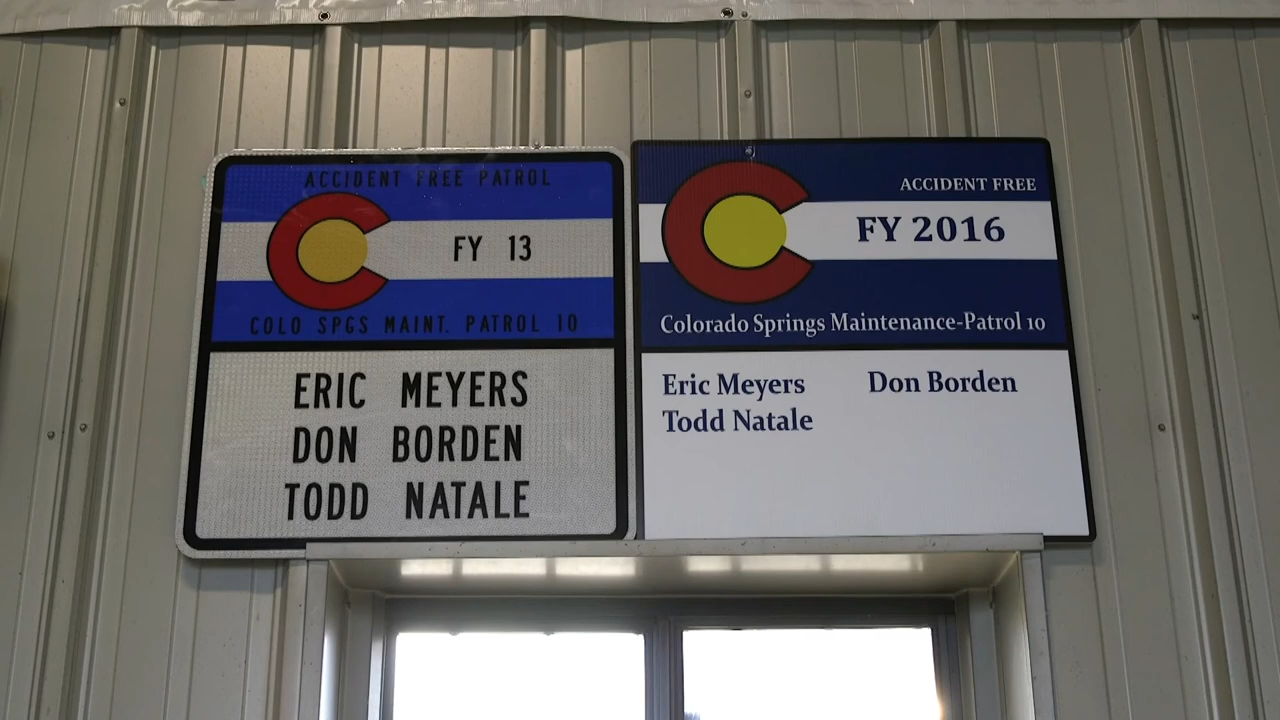 ACCIDENT FREE PATROL
FY 13
COLO SPGS MAINT. PATROL 10
ERIC MEYERS
DON BORDEN
TODD NATALE
ACCIDENT FREE
FY 2016
Colorado Springs Maintenance-Patrol 10
Eric Meyers Don Borden
Todd Natale